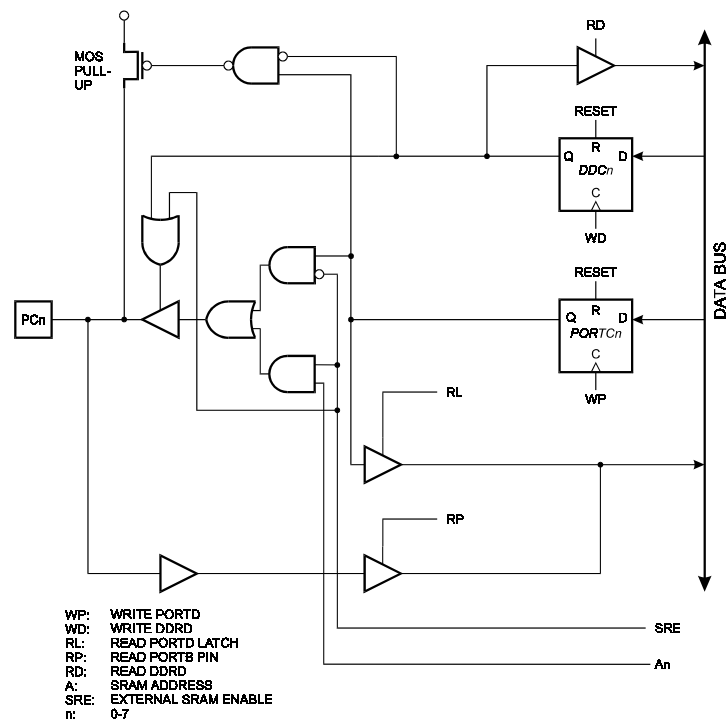 MOS
PULL-
UP
RD
RESET
R
Q
D
DDCn
C
WD
RESET
R
Q
D
PORTCn
C
WP
DATA BUS
PCn
RL
RP
SRE
An
WP: WRITE PORTD
WD: WRITE DDRD
RL: READ PORTD LATCH
RP: READ PORTB PIN
RD: READ DDRD
A: SRAM ADDRESS
SRE: EXTERNAL SRAM ENABLE
n: 0-7